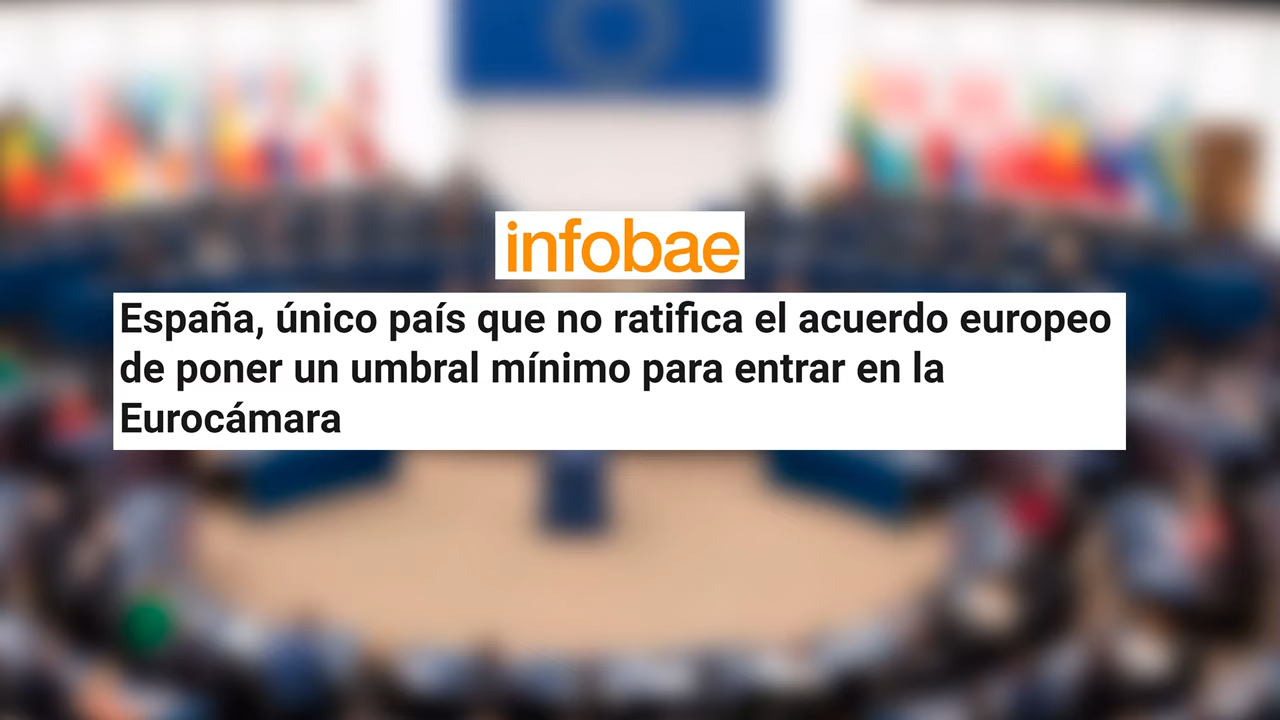 infobae
España, único país que no ratifica el acuerdo europeo
de poner un umbral mínimo para entrar en la
Eurocámara